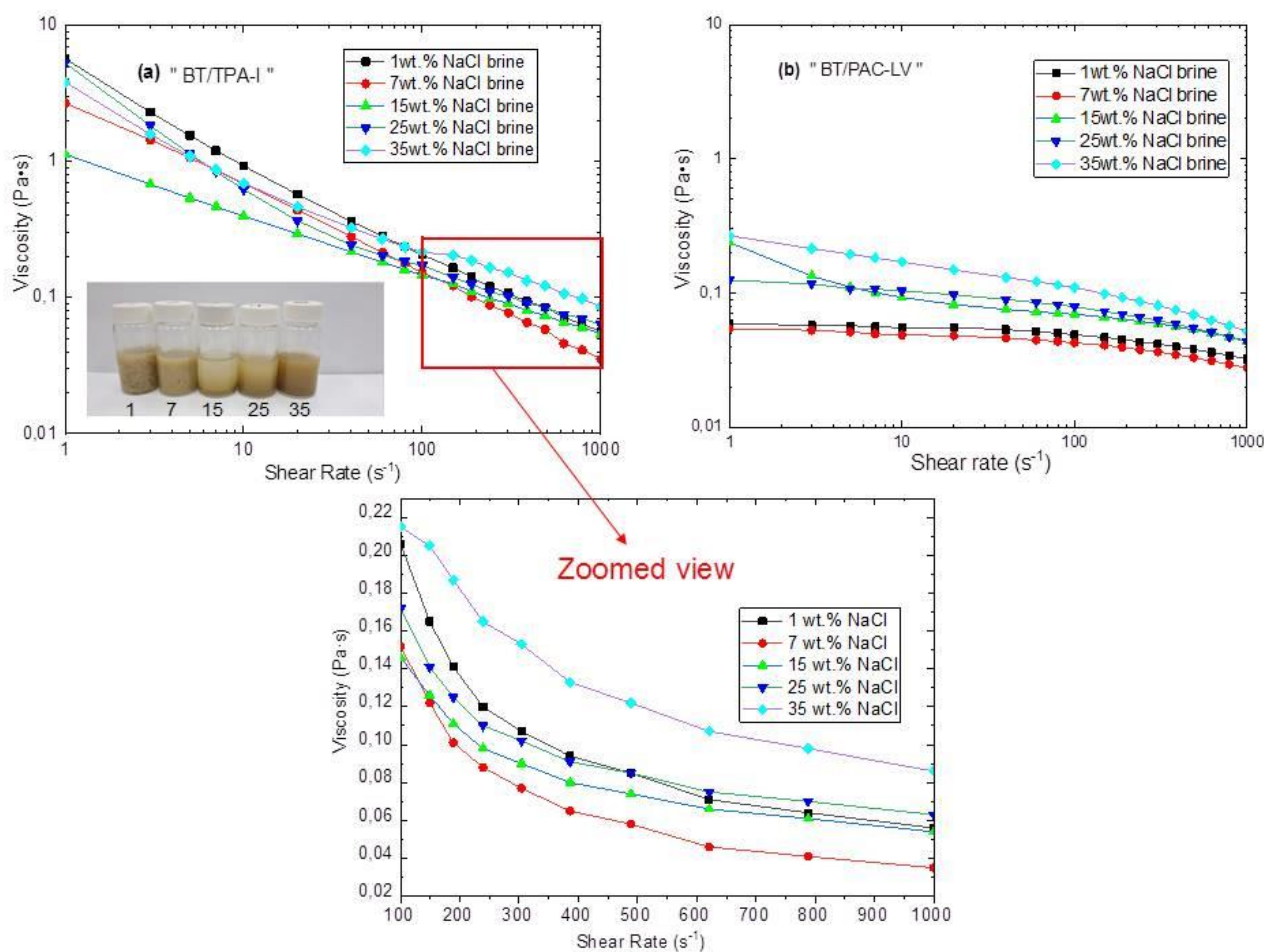 (a) " BT/TPA-I "
1wt.% NaCl brine
7wt.% NaCl brine
15wt.% NaCl brine
25wt.% NaCl brine
35wt.% NaCl brine
10
1
0,1
0,01
Viscosity (Pa•s)
1 7 15 25 35
1 10 100 1000
Shear Rate (s-1)
(b) " BT/PAC-LV "
1wt.% NaCl brine
7wt.% NaCl brine
15wt.% NaCl brine
25wt.% NaCl brine
35wt.% NaCl brine
10
1
0,1
0,01
Viscosity (Pa•s)
1 10 100 1000
Shear rate (s-1)
Zoomed view
1 wt.% NaCl
7 wt.% NaCl
15 wt.% NaCl
25 wt.% NaCl
35 wt.% NaCl
0,22
0,20
0,18
0,16
0,14
0,12
0,10
0,08
0,06
0,04
0,02
Viscosity (Pa·s)
100 200 300 400 500 600 700 800 900 1000
Shear Rate (s-1)